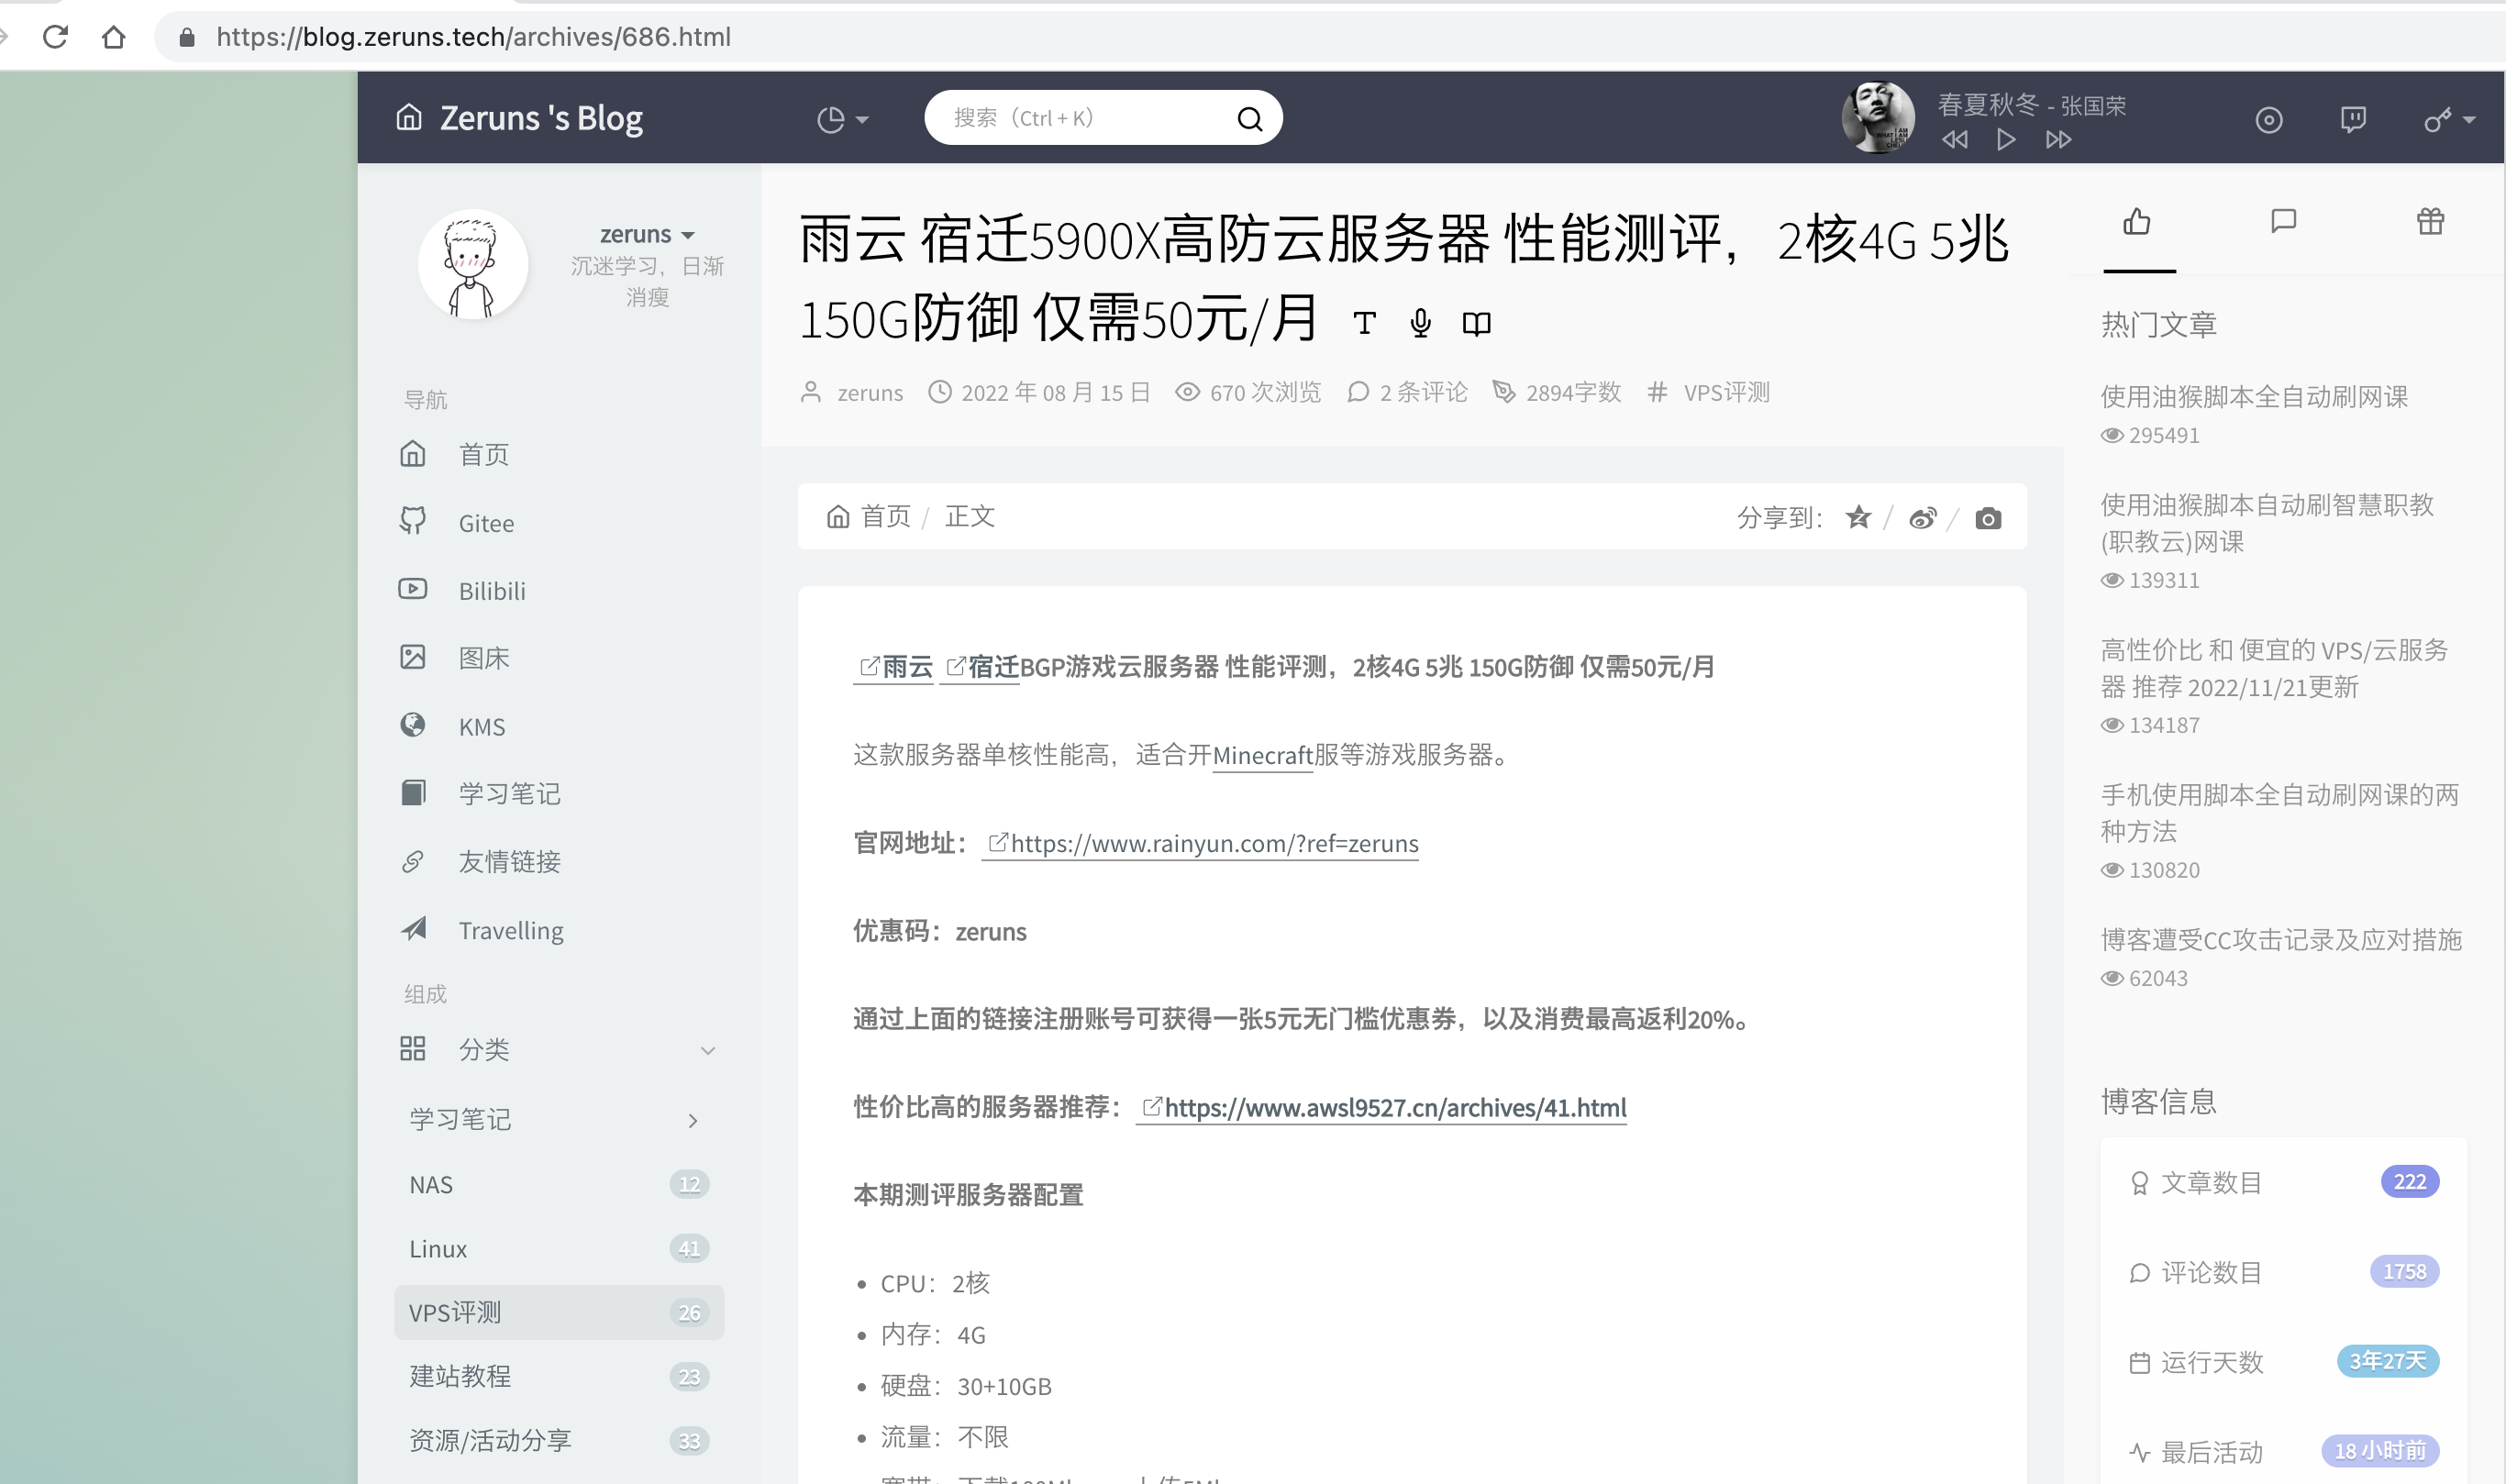 https://blog.zeruns.tech/archives/686.html
Zeruns 's Blog
搜索（Ctrl + K）
春夏秋冬 - 张国荣
zeruns
沉迷学习，日渐
消瘦
导航
首页
Gitee
Bilibili
图床
KMS
学习笔记
友情链接
Travelling
组成
分类
学习笔记
NAS 12
Linux 41
VPS评测 26
建站教程 23
资源/活动分享 33
雨云 宿迁5900X高防云服务器 性能测评，2核4G 5兆
150G防御 仅需50元/月
zeruns 2022 年 08 月 15 日 670 次浏览 2 条评论 2894字数 # VPS评测
首页 / 正文
分享到： / /
雨云 宿迁BGP游戏云服务器 性能评测，2核4G 5兆 150G防御 仅需50元/月
这款服务器单核性能高，适合开Minecraft服等游戏服务器。
官网地址： https://www.rainyun.com/?ref=zeruns
优惠码：zeruns
通过上面的链接注册账号可获得一张5元无门槛优惠券，以及消费最高返利20%。
性价比高的服务器推荐： https://www.awsl9527.cn/archives/41.html
本期测评服务器配置
• CPU：2核
• 内存：4G
• 硬盘：30+10GB
• 流量：不限
热门文章
使用油猴脚本全自动刷网课
295491
使用油猴脚本自动刷智慧职教
(职教云)网课
139311
高性价比 和 便宜的 VPS/云服务
器 推荐 2022/11/21更新
134187
手机使用脚本全自动刷网课的两
种方法
130820
博客遭受CC攻击记录及应对措施
62043
博客信息
文章数目 222
评论数目 1758
运行天数 3年27天
最后活动 18 小时前